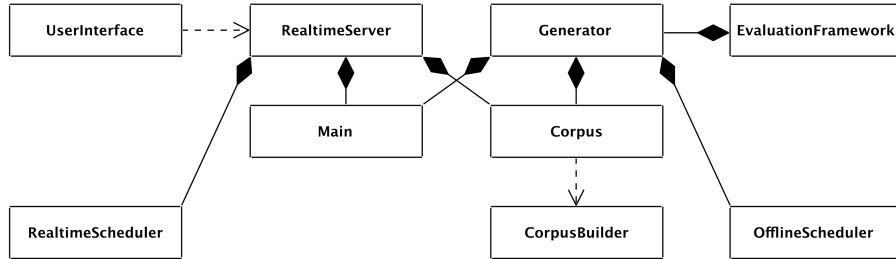 UserInterface
RealtimeServer
Generator
EvaluationFramework
Main
Corpus
RealtimeScheduler
CorpusBuilder
OfflineScheduler